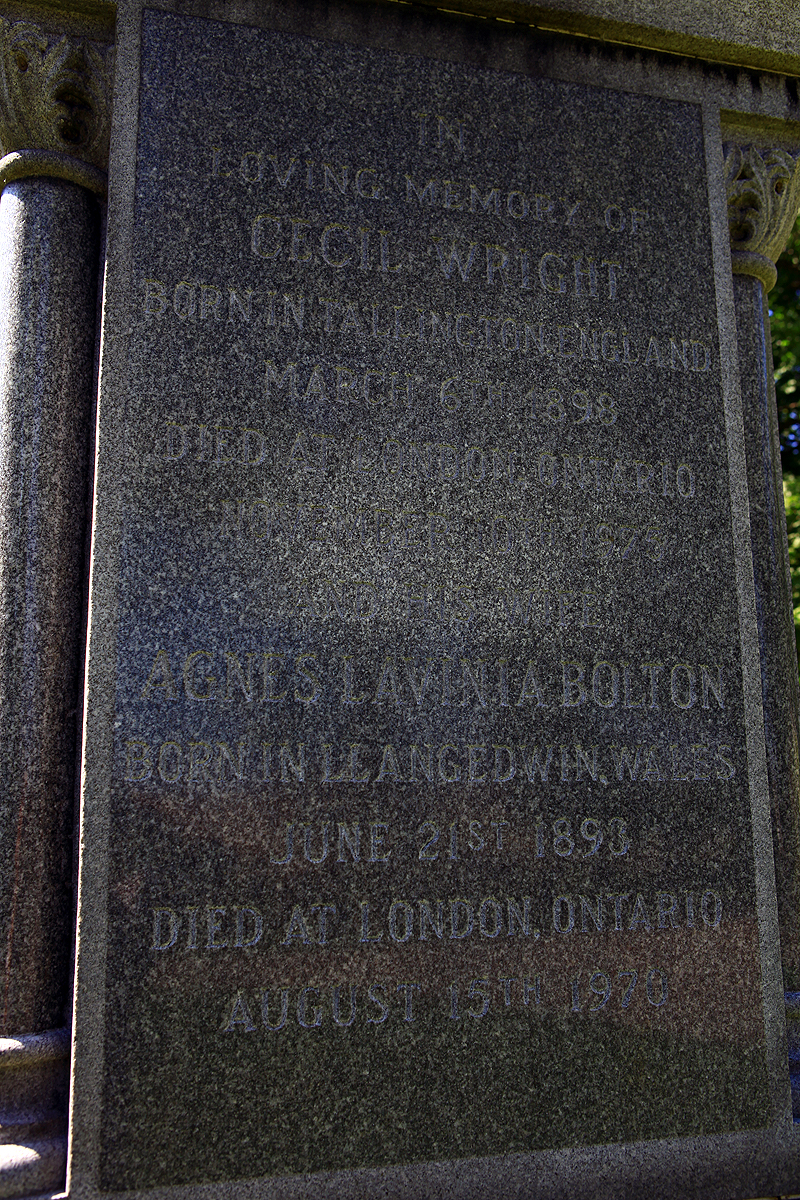 IN
LOVING MEMORY OF
CECIL WRIGHT
BORN IN TALLINGTON, ENGLAND
MARCH 6TH 1898
DIED AT LONDON, ONTARIO
NOVEMBER
AND HIS WIFE
AGNES LAVINIA BOLTON
BORN IN LLANGEDWIN, WALES
JUNE 21ST 1893
DIED AT LONDON, ONTARIO
AUGUST 15TH 1970